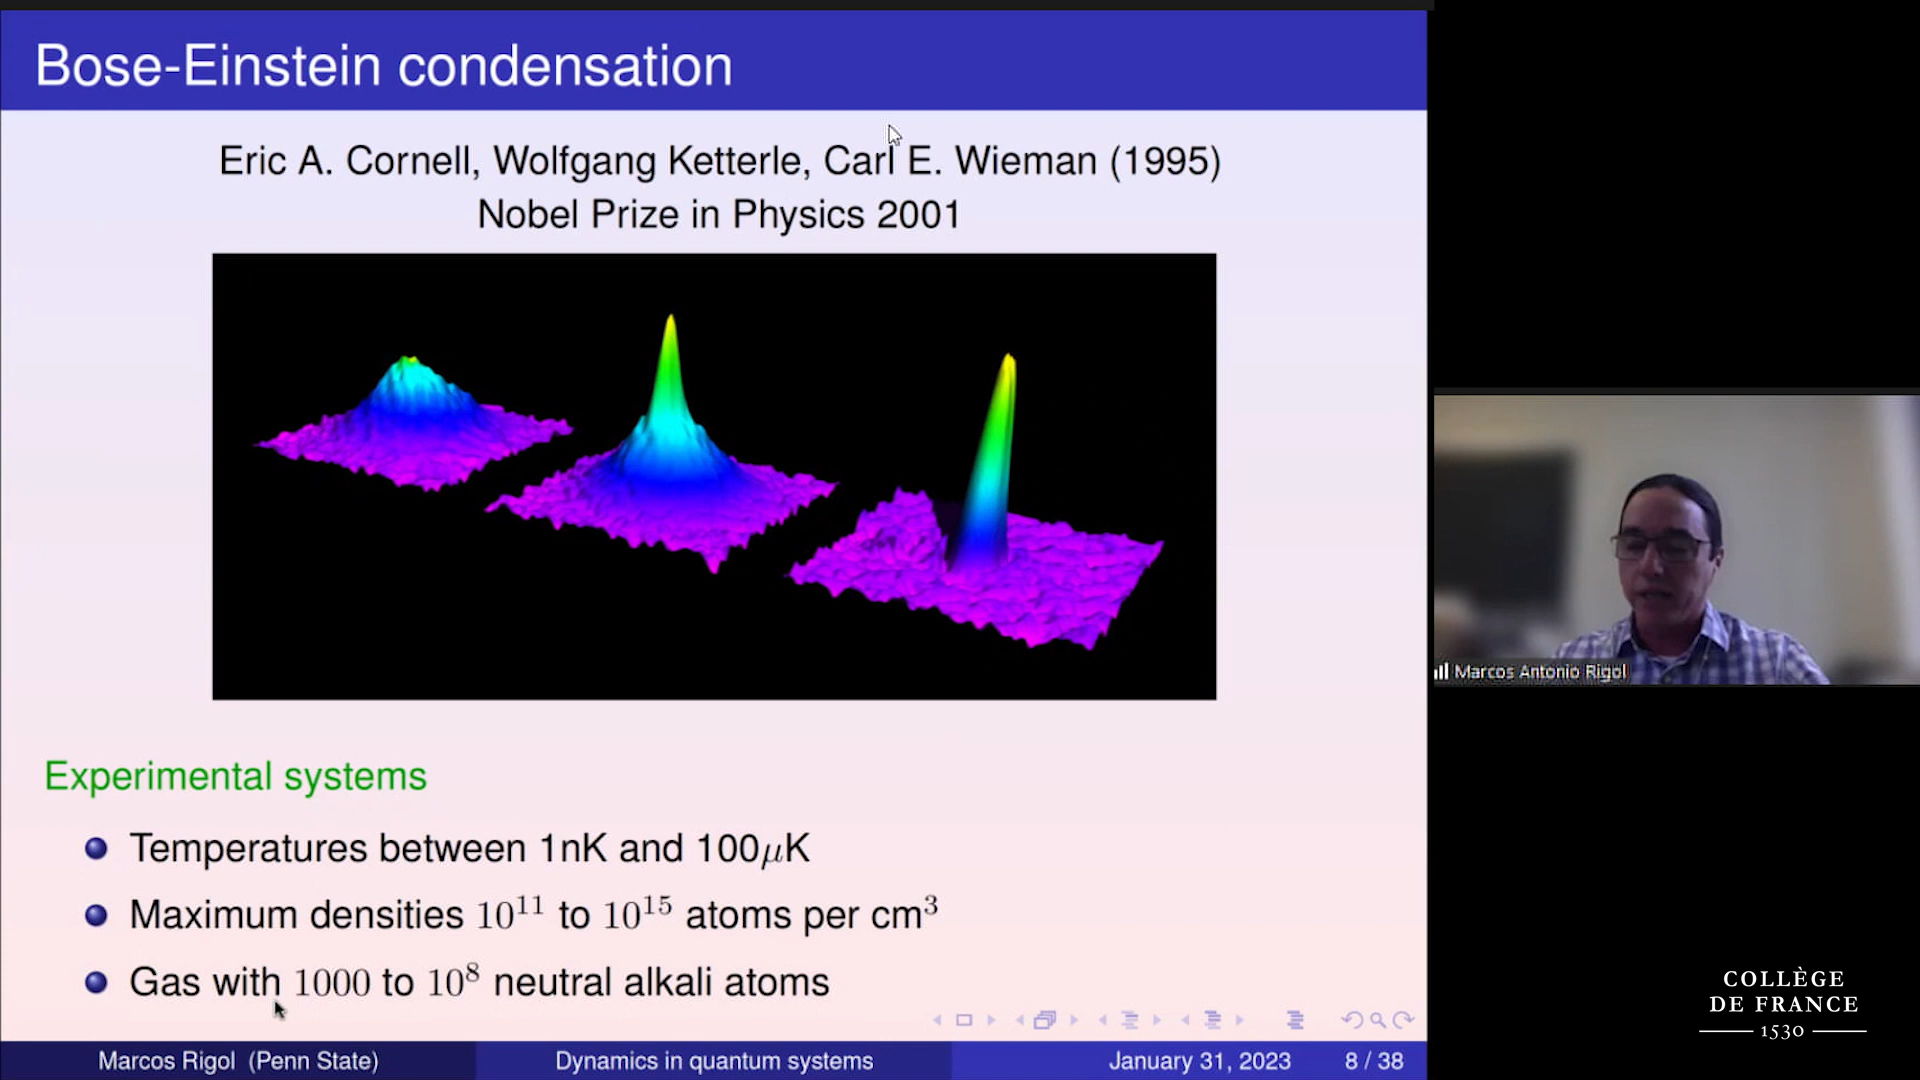 Bose-Einstein condensation
Eric A. Cornell, Wolfgang Ketterle, Carl E. Wieman (1995)
Nobel Prize in Physics 2001
Experimental systems
Temperatures between 1nK and 100μK
Maximum densities 10¹¹ to 10¹⁵ atoms per cm³
Gas with 1000 to 10⁸ neutral alkali atoms
Marcos Rigol (Penn State) Dynamics in quantum systems January 31, 2023 8 / 38
Marcos Antonio Rigol
COLLÈGE
DE FRANCE
1530